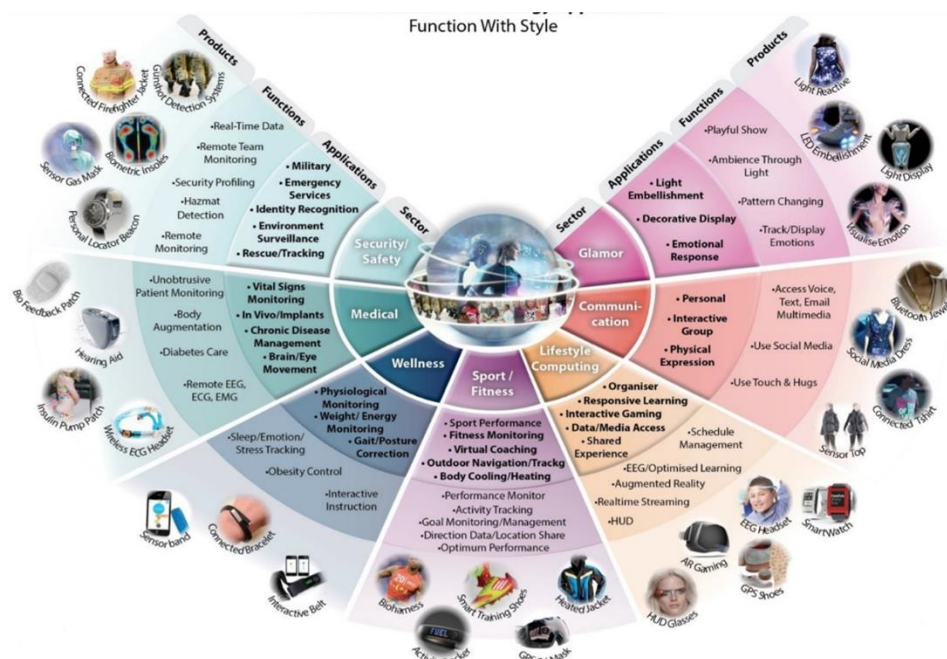 Function With Style
Products
Functions
Applications
Sector
Sector
Applications
Functions
Products
Connected Firefighter Jacket
Gunshot Detection Systems
Sensor Gas Mask
Biometric Insoles
Personal Locator Beacon
•Real-Time Data
•Remote Team
Monitoring
•Security Profiling
•Hazmat
Detection
•Remote
Monitoring
•Military
•Emergency
Services
•Identity Recognition
•Environment
Surveillance
•Rescue/Tracking
Security/
Safety
Bio Feedback Patch
Hearing Aid
Insulin Pump Patch
Wireless ECG Headset
•Unobtrusive
Patient Monitoring
•Body
Augmentation
•Diabetes Care
•Remote EEG,
ECG, EMG
•Vital Signs
Monitoring
•In Vivo/Implants
•Chronic Disease
Management
•Brain/Eye
Movement
Medical
Wellness
•Physiological
Monitoring
•Weight/ Energy
Monitoring
•Gait/Posture
Correction
•Sleep/Emotion/
Stress Tracking
•Obesity Control
•Interactive
Instruction
Sensorband
Connected Bracelet
Interactive Belt
Sport /
Fitness
•Sport Performance
•Fitness Monitoring
•Virtual Coaching
•Outdoor Navigation/Trackg
•Body Cooling/Heating
•Performance Monitor
•Activity Tracking
•Goal Monitoring/Management
•Direction Data/Location Share
•Optimum Performance
Bioharness
Smart Training Shoes
Heated Jacket
Mask
Lifestyle
Computing
•Organiser
•Responsive Learning
•Interactive Gaming
•Data/Media Access
•Shared
Experience
•Schedule
Management
•EEG/Optimised Learning
•Augmented Reality
•Realtime Streaming
•HUD
EEG Headset
SmartWatch
AR Gaming
GPS Shoes
HUD Glasses
Communi-
cation
•Personal
•Interactive
Group
•Physical
Expression
•Access Voice,
Text, Email
Multimedia
•Use Social Media
•Use Touch & Hugs
Bluetooth
Social Media Dress
Connected Tshirt
Sensor Top
Glamor
•Light
Embellishment
•Decorative Display
•Emotional
Response
•Playful Show
•Ambience Through
Light
•Pattern Changing
•Track/Display
Emotions
Light Reactive
LED Embellishment
Light Display
Visualise Emotion
FUEL